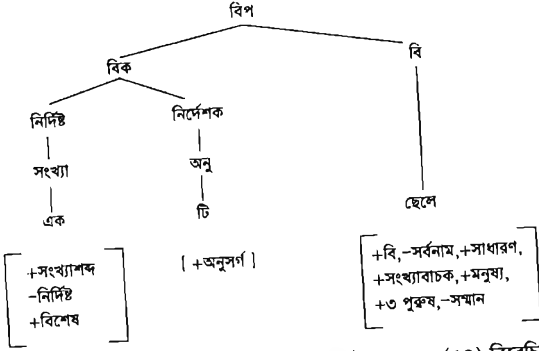 বিপ
বিক বি
নির্দিষ্ট নির্দেশক
সংখ্যা অনু
এক টি ছেলে
+সংখ্যাশব্দ
-নির্দিষ্ট
+বিশেষ
[ +অনুসর্গ ]
+বি,-সর্বনাম,+সাধারণ,
+সংখ্যাবাচক,+মনুষ্য,
+৩ পুরুষ,-সম্মান